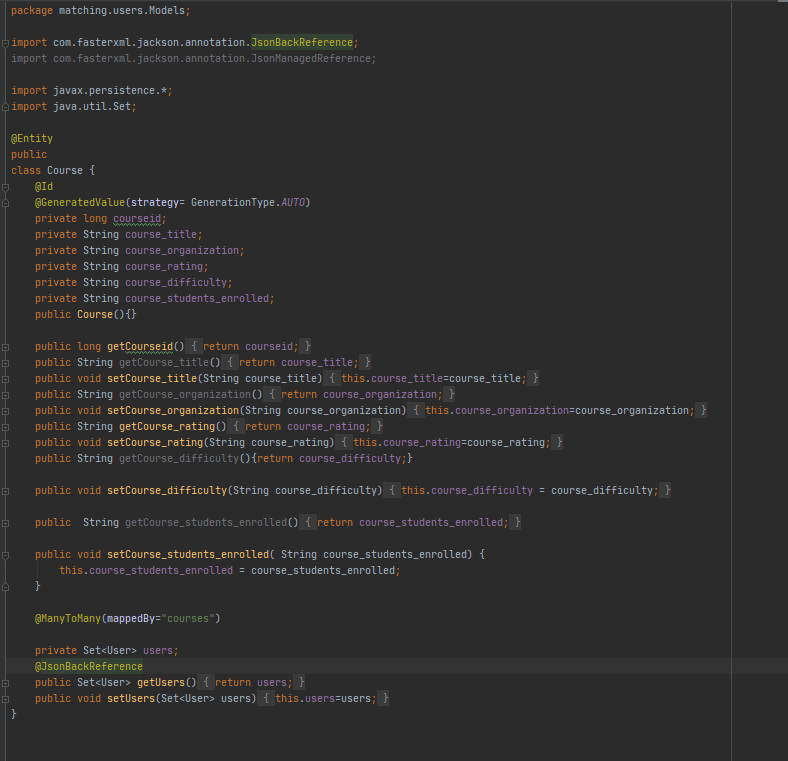 package matching.users.Models;
import com.fasterxml.jackson.annotation.JsonBackReference;
import com.fasterxml.jackson.annotation.JsonManagedReference;
import javax.persistence.*;
import java.util.Set;
@Entity
public
class Course {
@Id
@GeneratedValue(strategy= GenerationType.AUTO)
private long courseid;
private String course_title;
private String course_organization;
private String course_rating;
private String course_difficulty;
private String course_students_enrolled;
public Course(){}
public long getCourseid() { return courseid; }
public String getCourse_title() { return course_title; }
public void setCourse_title(String course_title) { this.course_title=course_title; }
public String getCourse_organization() { return course_organization; }
public void setCourse_organization(String course_organization) { this.course_organization=course_organization; }
public String getCourse_rating() { return course_rating; }
public void setCourse_rating(String course_rating) { this.course_rating=course_rating; }
public String getCourse_difficulty(){return course_difficulty;}
public void setCourse_difficulty(String course_difficulty) { this.course_difficulty = course_difficulty; }
public  String getCourse_students_enrolled() { return course_students_enrolled; }
public void setCourse_students_enrolled( String course_students_enrolled) {
this.course_students_enrolled = course_students_enrolled;
}
@ManyToMany(mappedBy="courses")
private Set<User> users;
@JsonBackReference
public Set<User> getUsers() { return users; }
public void setUsers(Set<User> users) { this.users=users; }
}